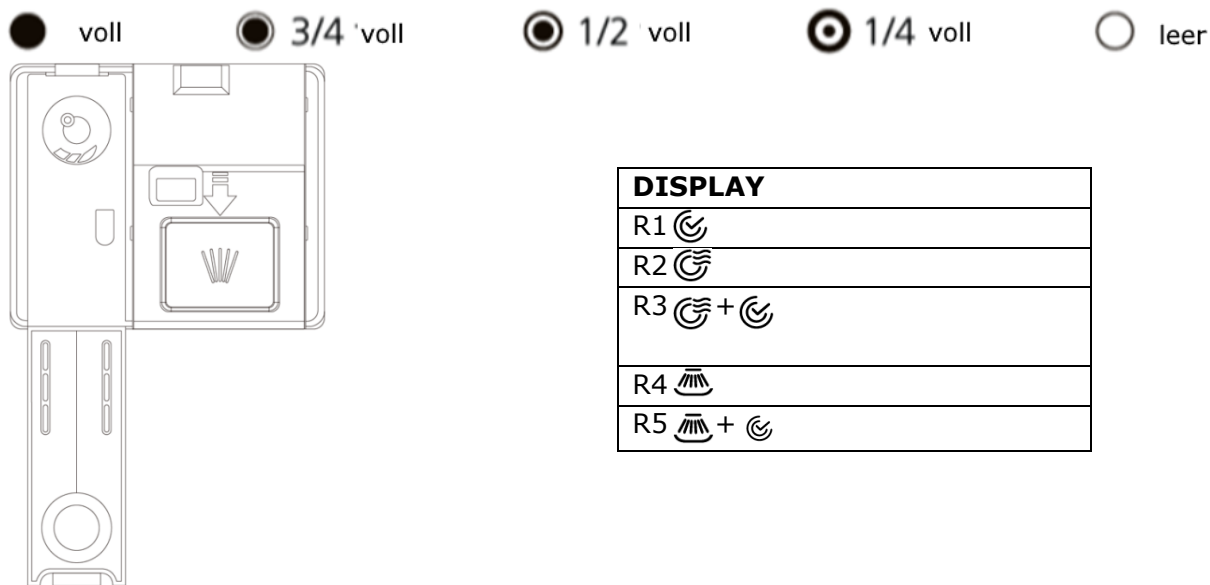 voll 3/4 voll 1/2 voll 1/4 voll leer
DISPLAY
R1
R2
R3 +
R4
R5 +